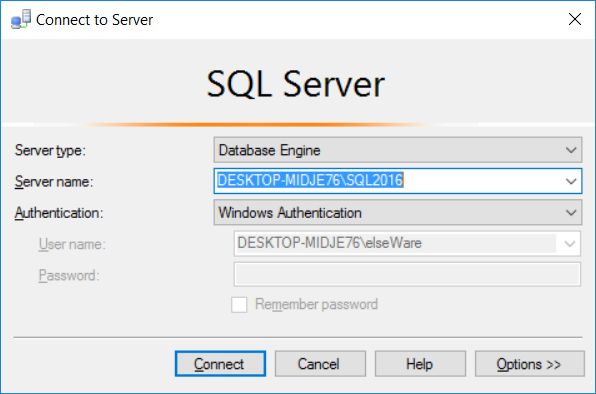 Connect to Server
SQL Server
Server type: Database Engine
Server name: DESKTOP-MIDJE76\SQL2016
Authentication: Windows Authentication
User name: DESKTOP-MIDJE76\elseWare
Password:
Remember password
Connect Cancel Help Options >>